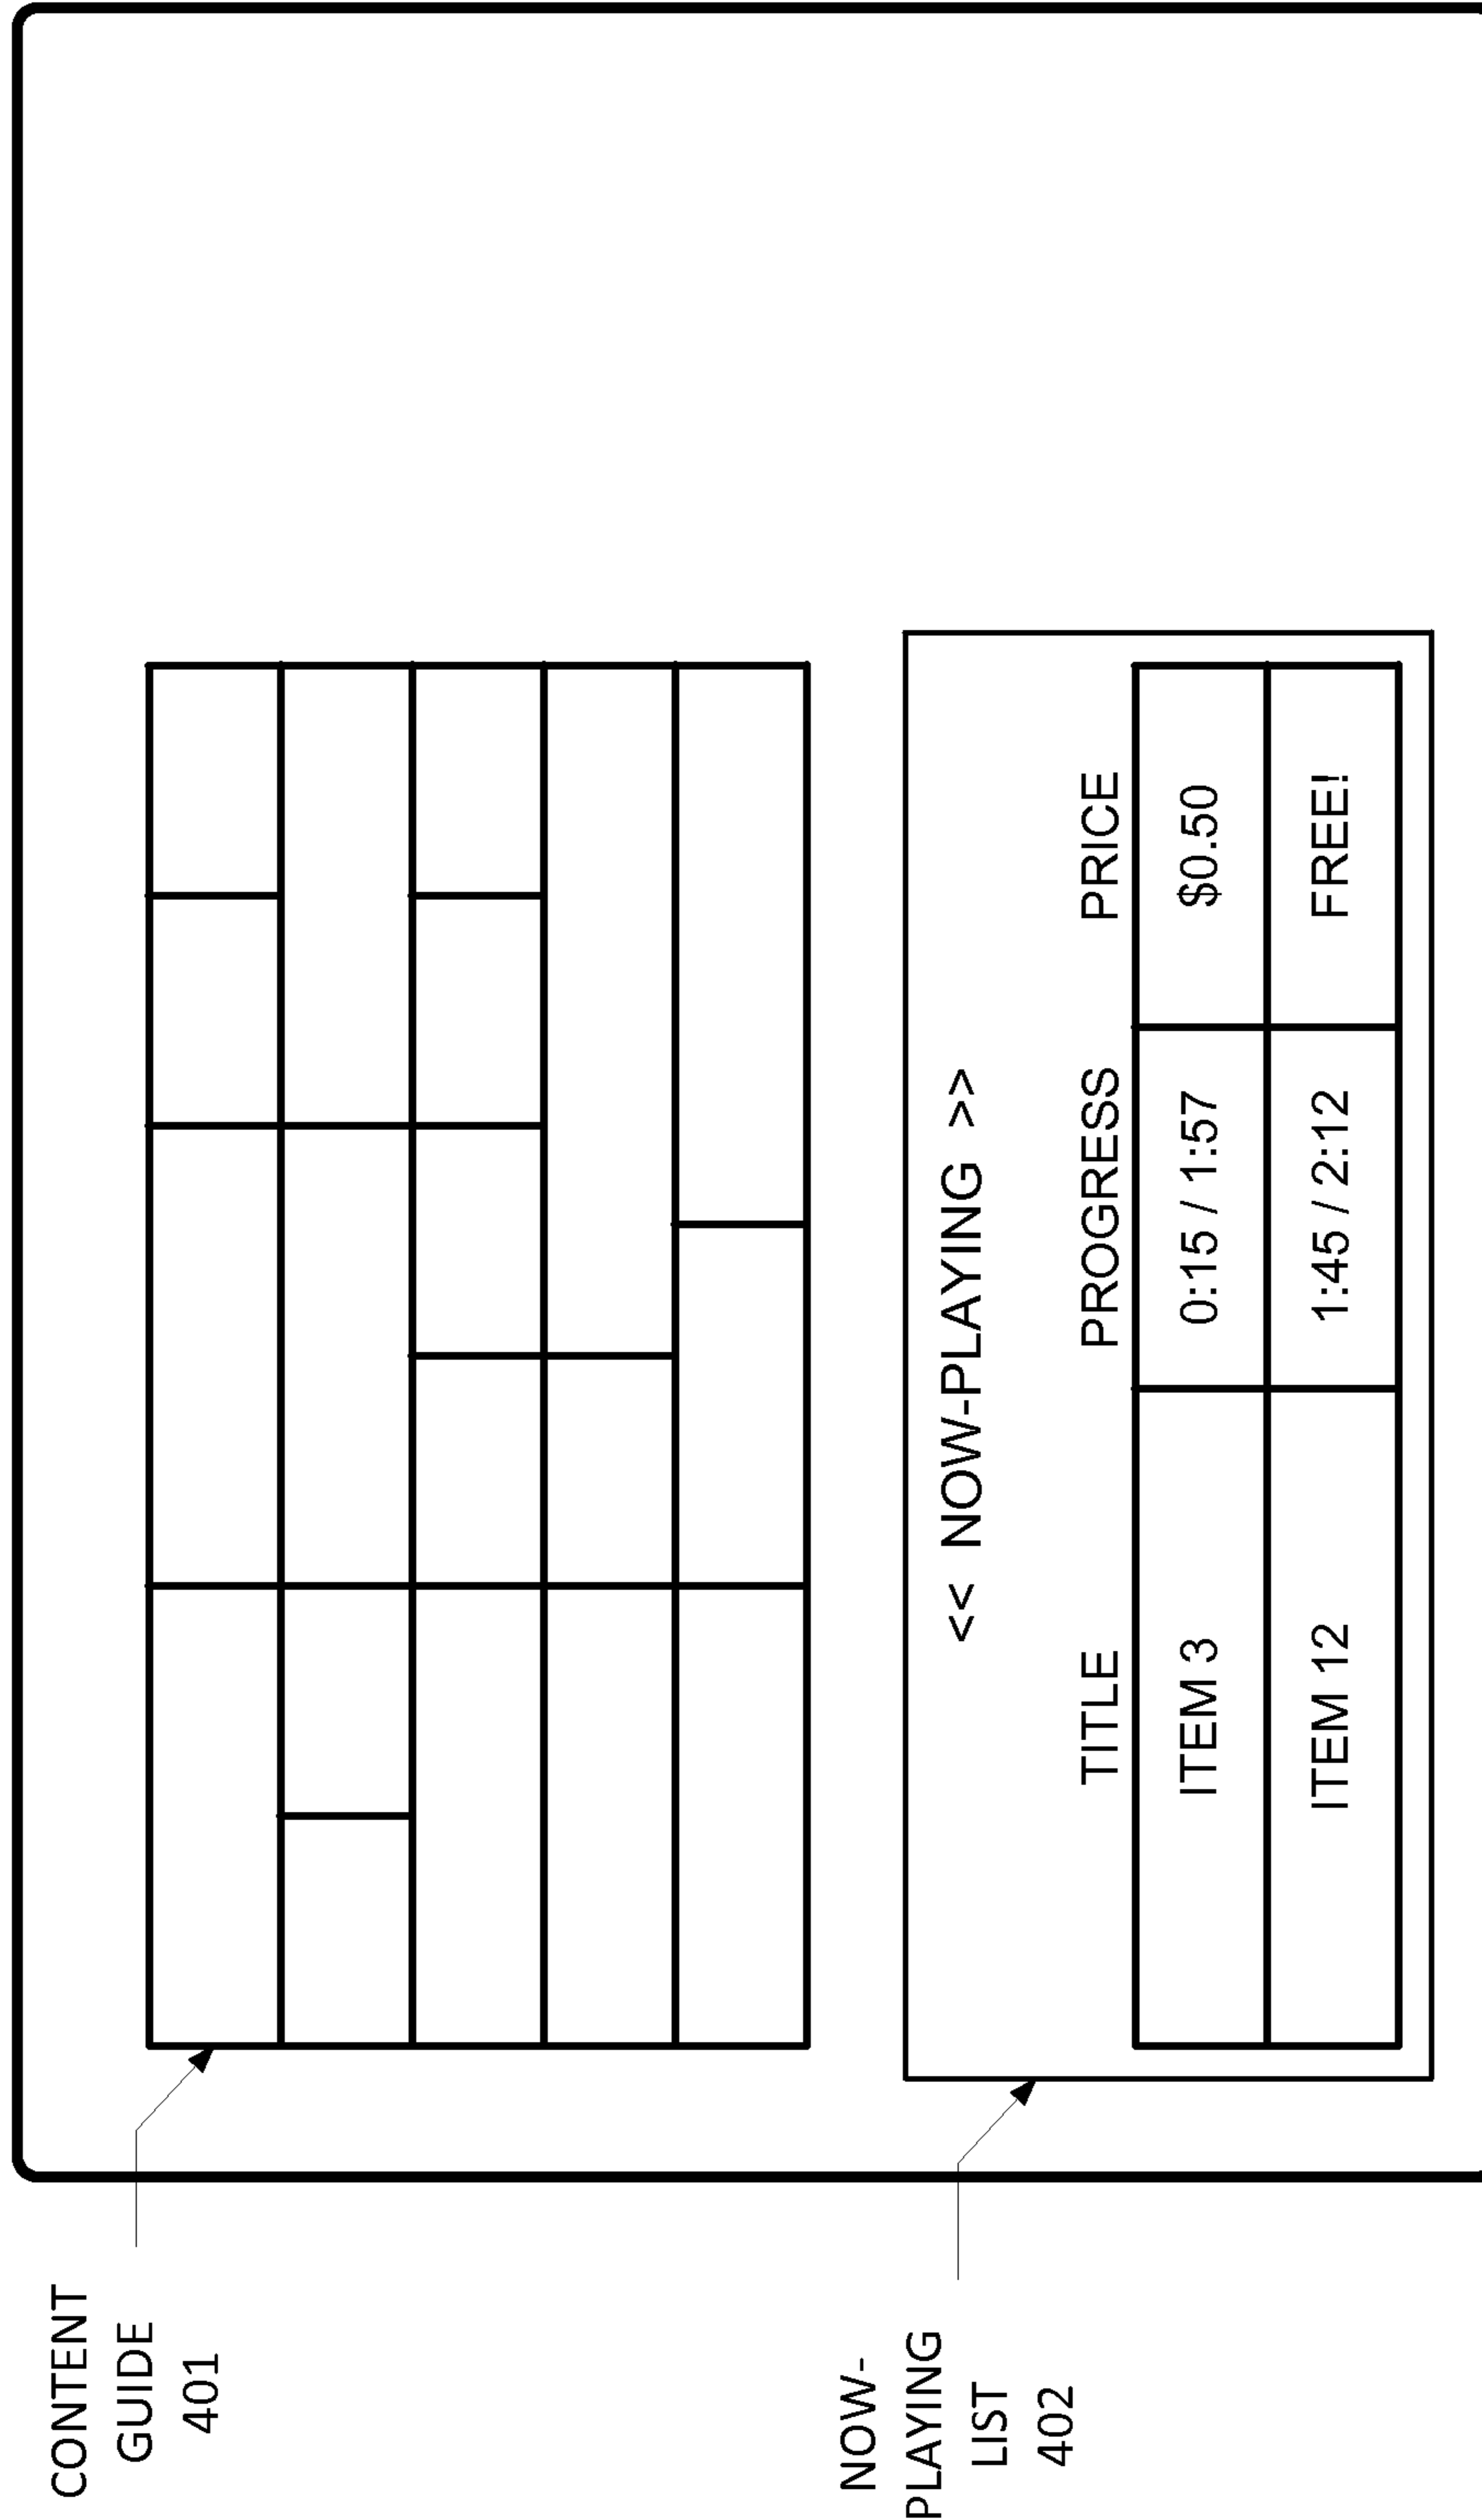 CONTENT
GUIDE
401
NOW-
PLAYING
LIST
402
<< NOW-PLAYING >>
TITLE PROGRESS PRICE
ITEM 3 0:15 / 1:57 $0.50
ITEM 12 1:45 / 2:12 FREE!